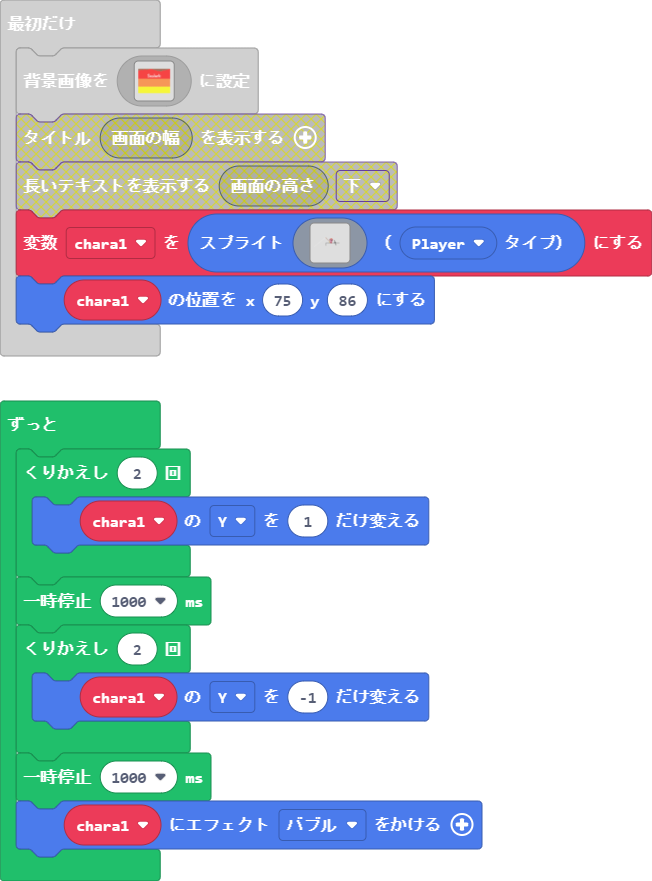 最初だけ
背景画像を に設定
タイトル 画面の幅 を表示する
長いテキストを表示する 画面の高さ 下
変数 chara1 を スプライト ( Player タイプ) にする
chara1 の位置を x 75 y 86 にする
ずっと
くりかえし 2 回
chara1 の Y を 1 だけ変える
一時停止 1000 ms
くりかえし 2 回
chara1 の Y を -1 だけ変える
一時停止 1000 ms
chara1 にエフェクト バブル をかける